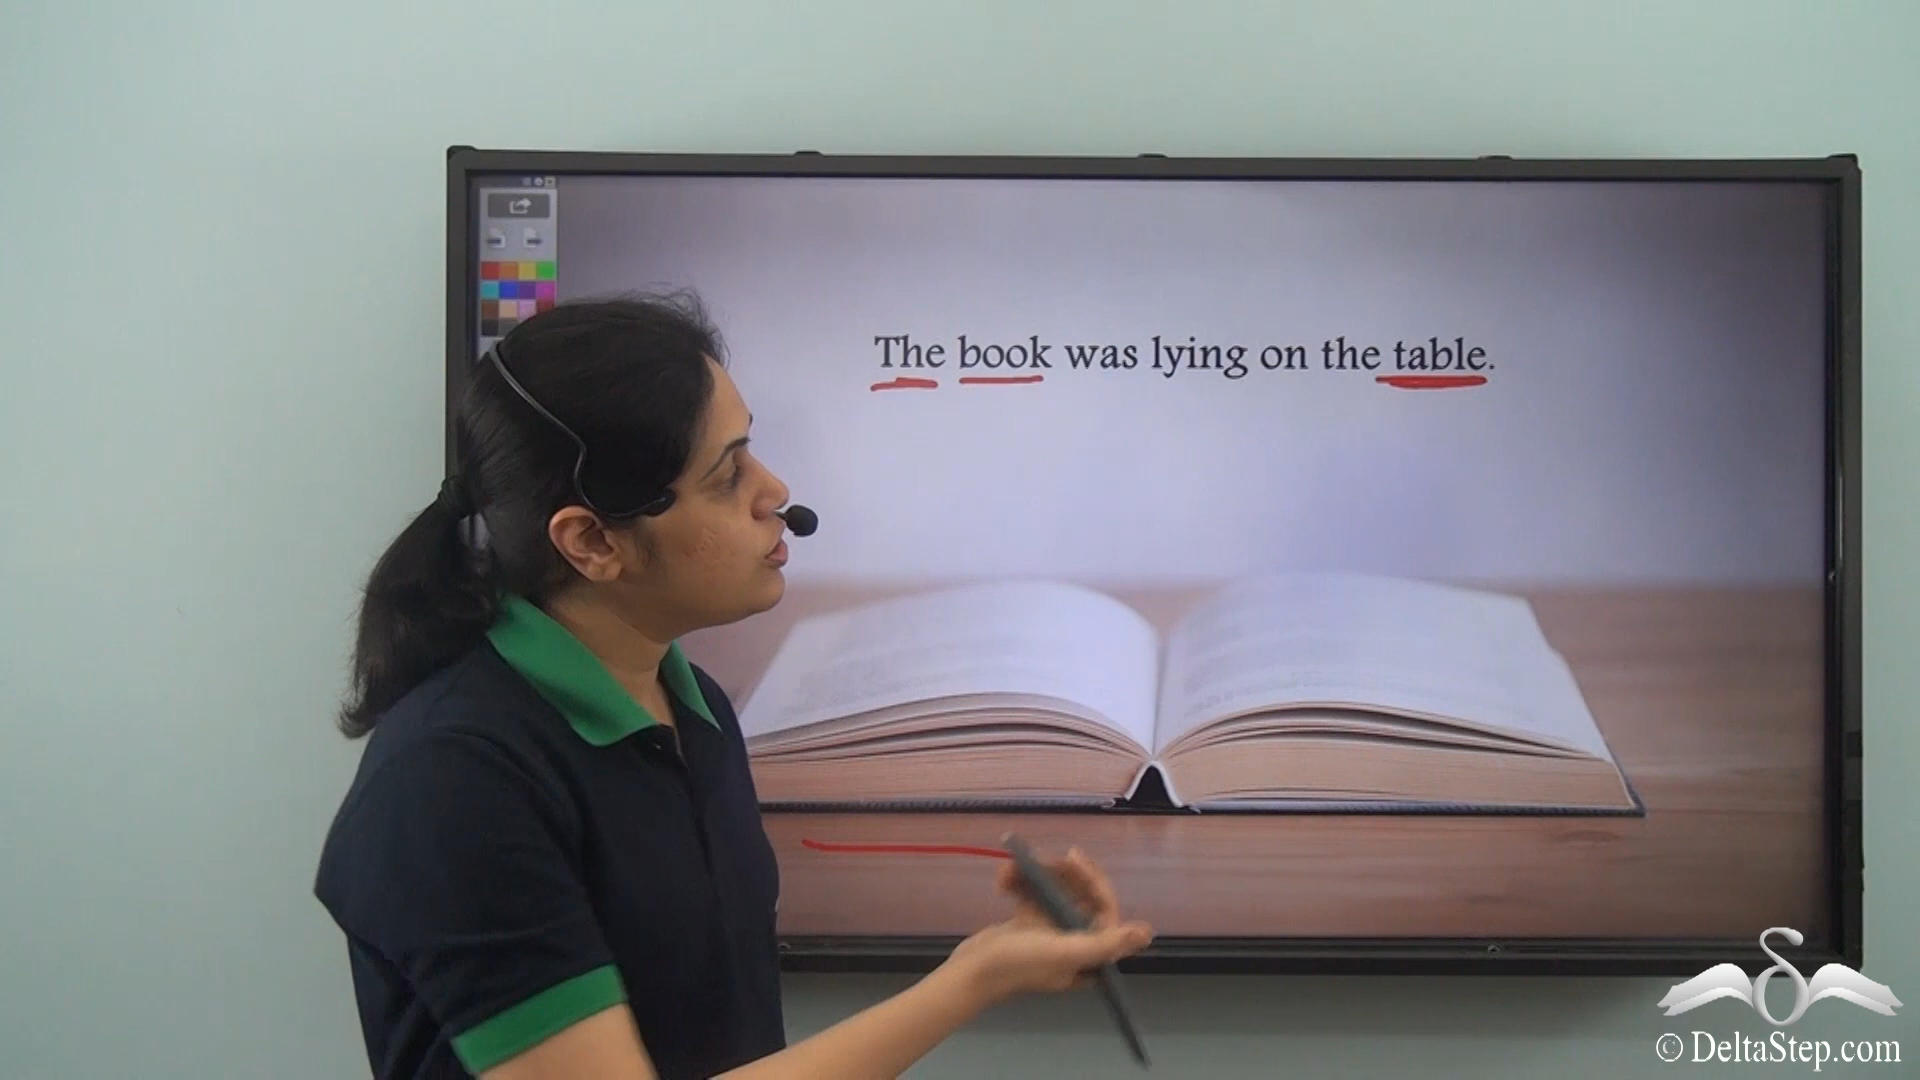 The book was lying on the table.
© DeltaStep.com